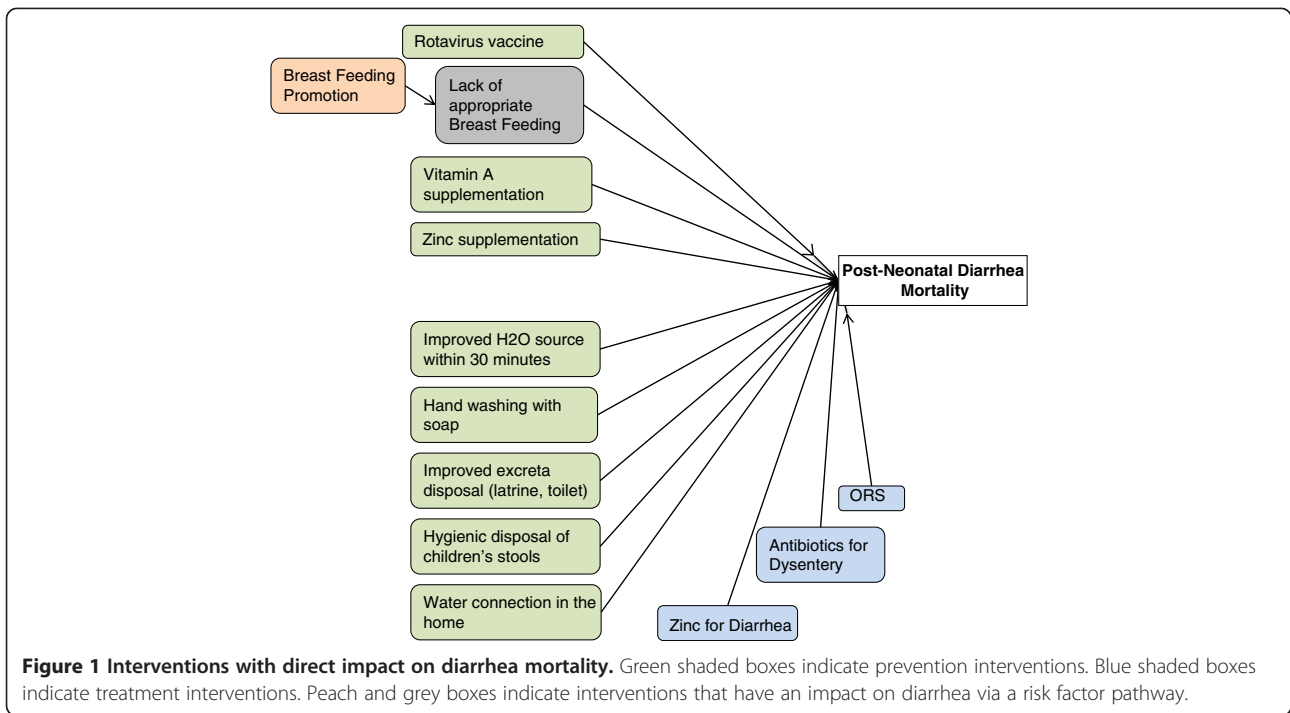 Rotavirus vaccine
Breast Feeding
Promotion
Lack of
appropriate
Breast Feeding
Vitamin A
supplementation
Zinc supplementation
Post-Neonatal Diarrhea
Mortality
Improved H2O source
within 30 minutes
Hand washing with
soap
Improved excreta
disposal (latrine, toilet)
ORS
Hygienic disposal of
children's stools
Antibiotics for
Dysentery
Water connection in the
home
Zinc for Diarrhea
Figure 1 Interventions with direct impact on diarrhea mortality. Green shaded boxes indicate prevention interventions. Blue shaded boxes
indicate treatment interventions. Peach and grey boxes indicate interventions that have an impact on diarrhea via a risk factor pathway.